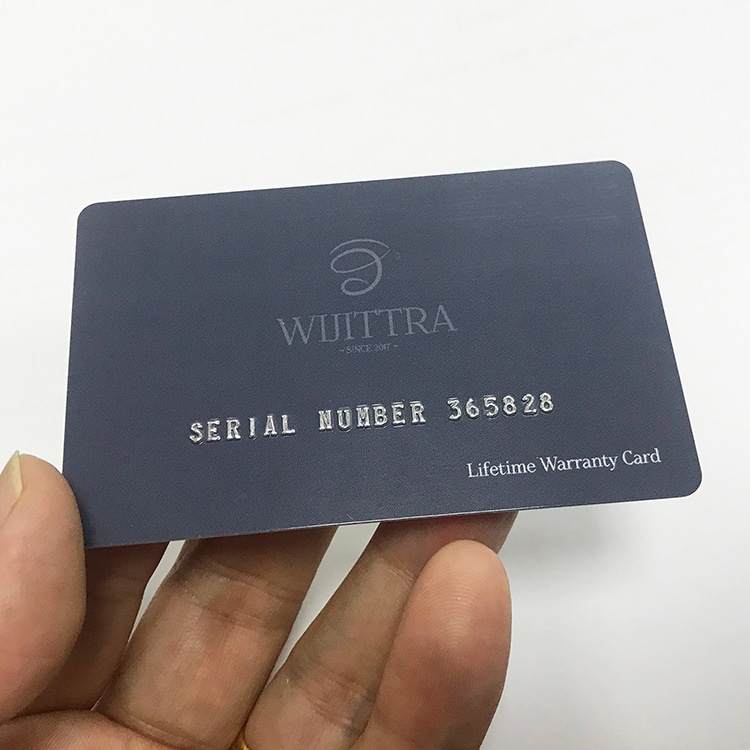 WIJITTRA
~ SINCE 2017 ~
SERIAL NUMBER 365828
Lifetime Warranty Card